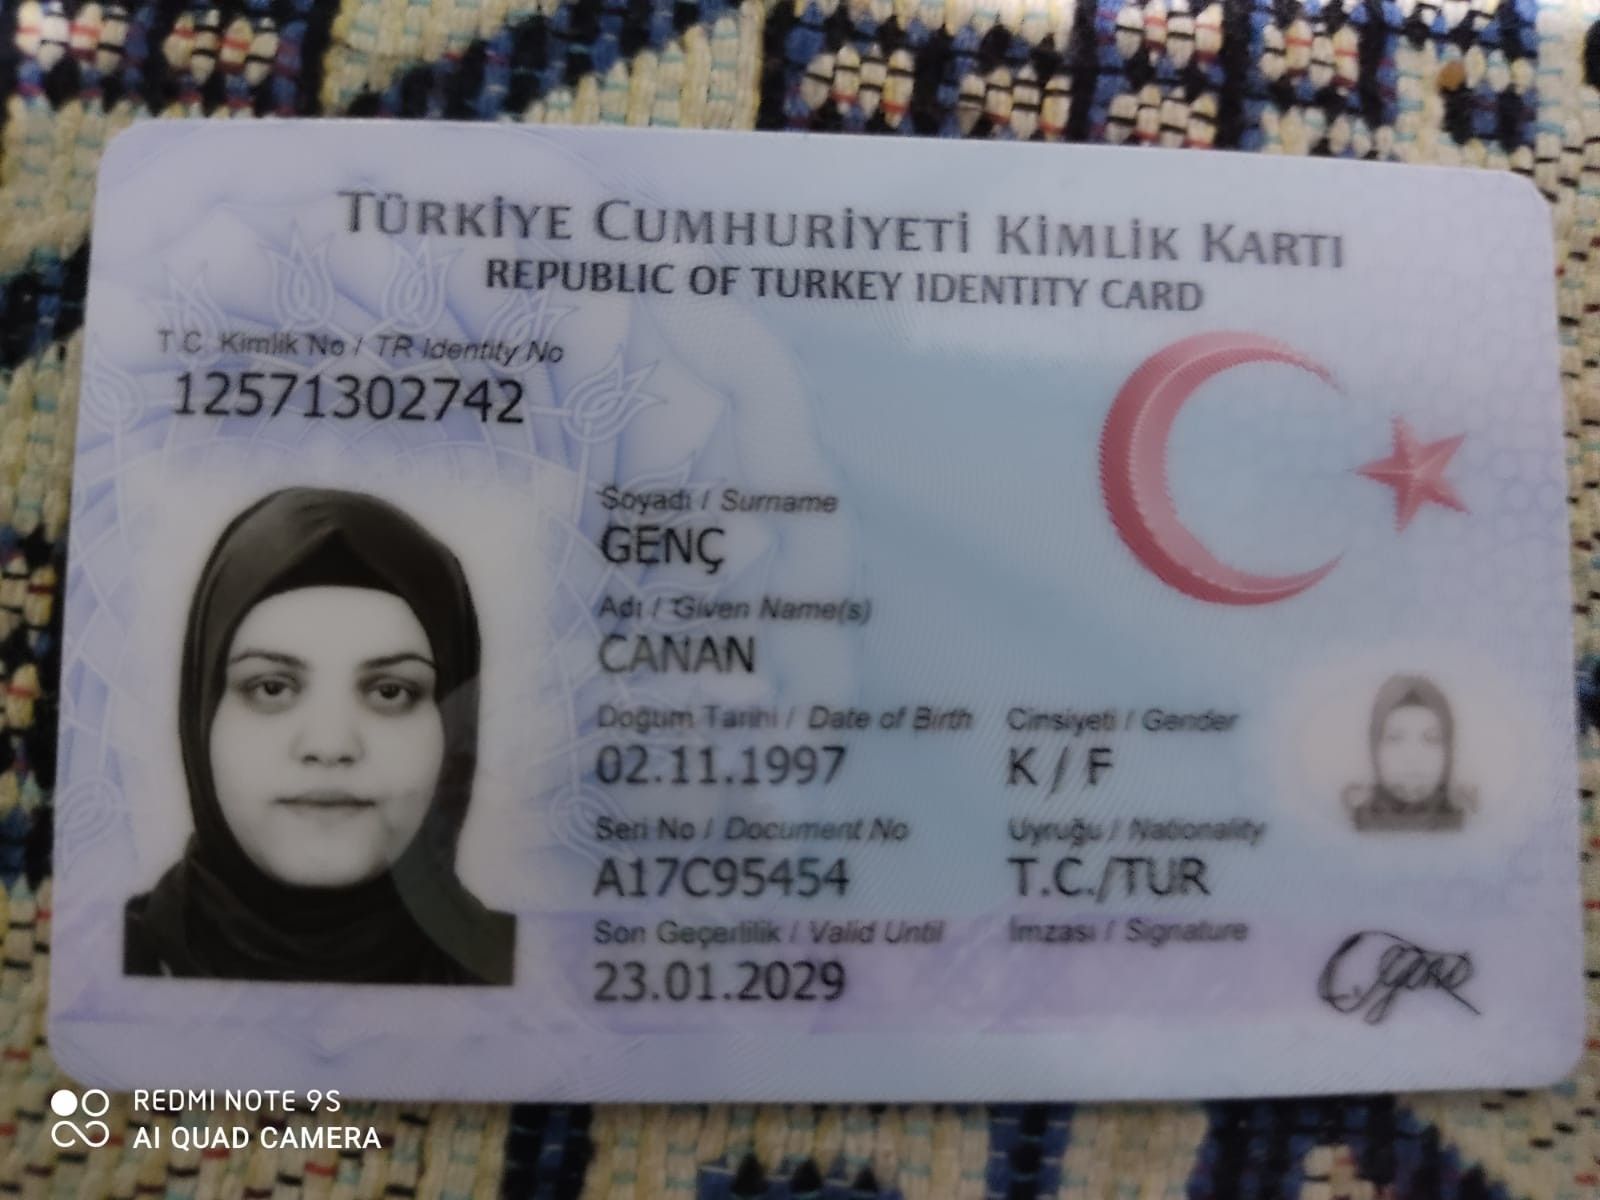 TÜRKİYE CUMHURİYETİ KİMLİK KARTI
REPUBLIC OF TURKEY IDENTITY CARD
T.C. Kimlik No / TR Identity No
12571302742
Soyadı / Surname
GENÇ
Adı / Given Name(s)
CANAN
Doğum Tarihi / Date of Birth
02.11.1997
Cinsiyeti / Gender
K / F
Seri No / Document No
A17C95454
Uyruğu / Nationality
T.C./TUR
Son Geçerlilik / Valid Until
23.01.2029
İmzası / Signature
REDMI NOTE 9S
AI QUAD CAMERA